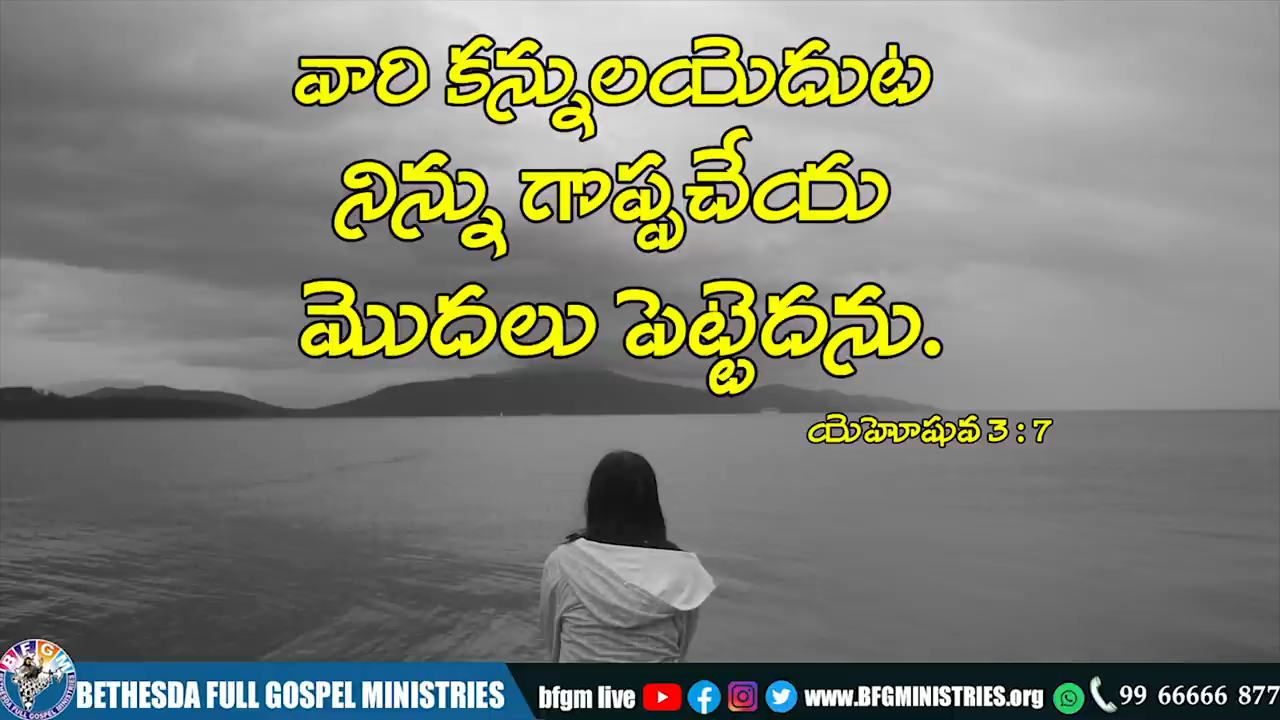 వారి కన్నులయెదుట
నిన్ను గొప్పచేయ
మొదలు పెట్టెదను.
యెహోషువ 3 : 7
BFGM
BETHESDA FULL GOSPEL MINISTRIES bfgm live www.BFGMINISTRIES.org 99 66666 877